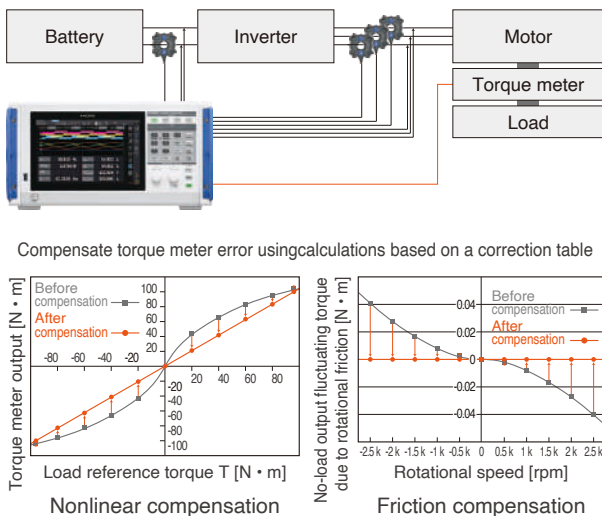 Battery
Inverter
Motor
Torque meter
Load
Compensate torque meter error usingcalculations based on a correction table
Torque meter output [N • m]
Before
compensation
After
compensation
100
80
60
40
20
-80 -60 -40 -20
20 40 60 80
-20
-40
-60
-80
-100
Load reference torque T [N • m]
Nonlinear compensation
No-load output fluctuating torque
due to rotational friction [N • m]
Before
compensation
After
compensation
0.04
0.02
0
-0.02
-0.04
-2.5 k -2 k -1.5 k -1 k -0.5 k 0 0.5 k 1 k 1.5 k 2 k 2.5 k
Rotational speed [rpm]
Friction compensation